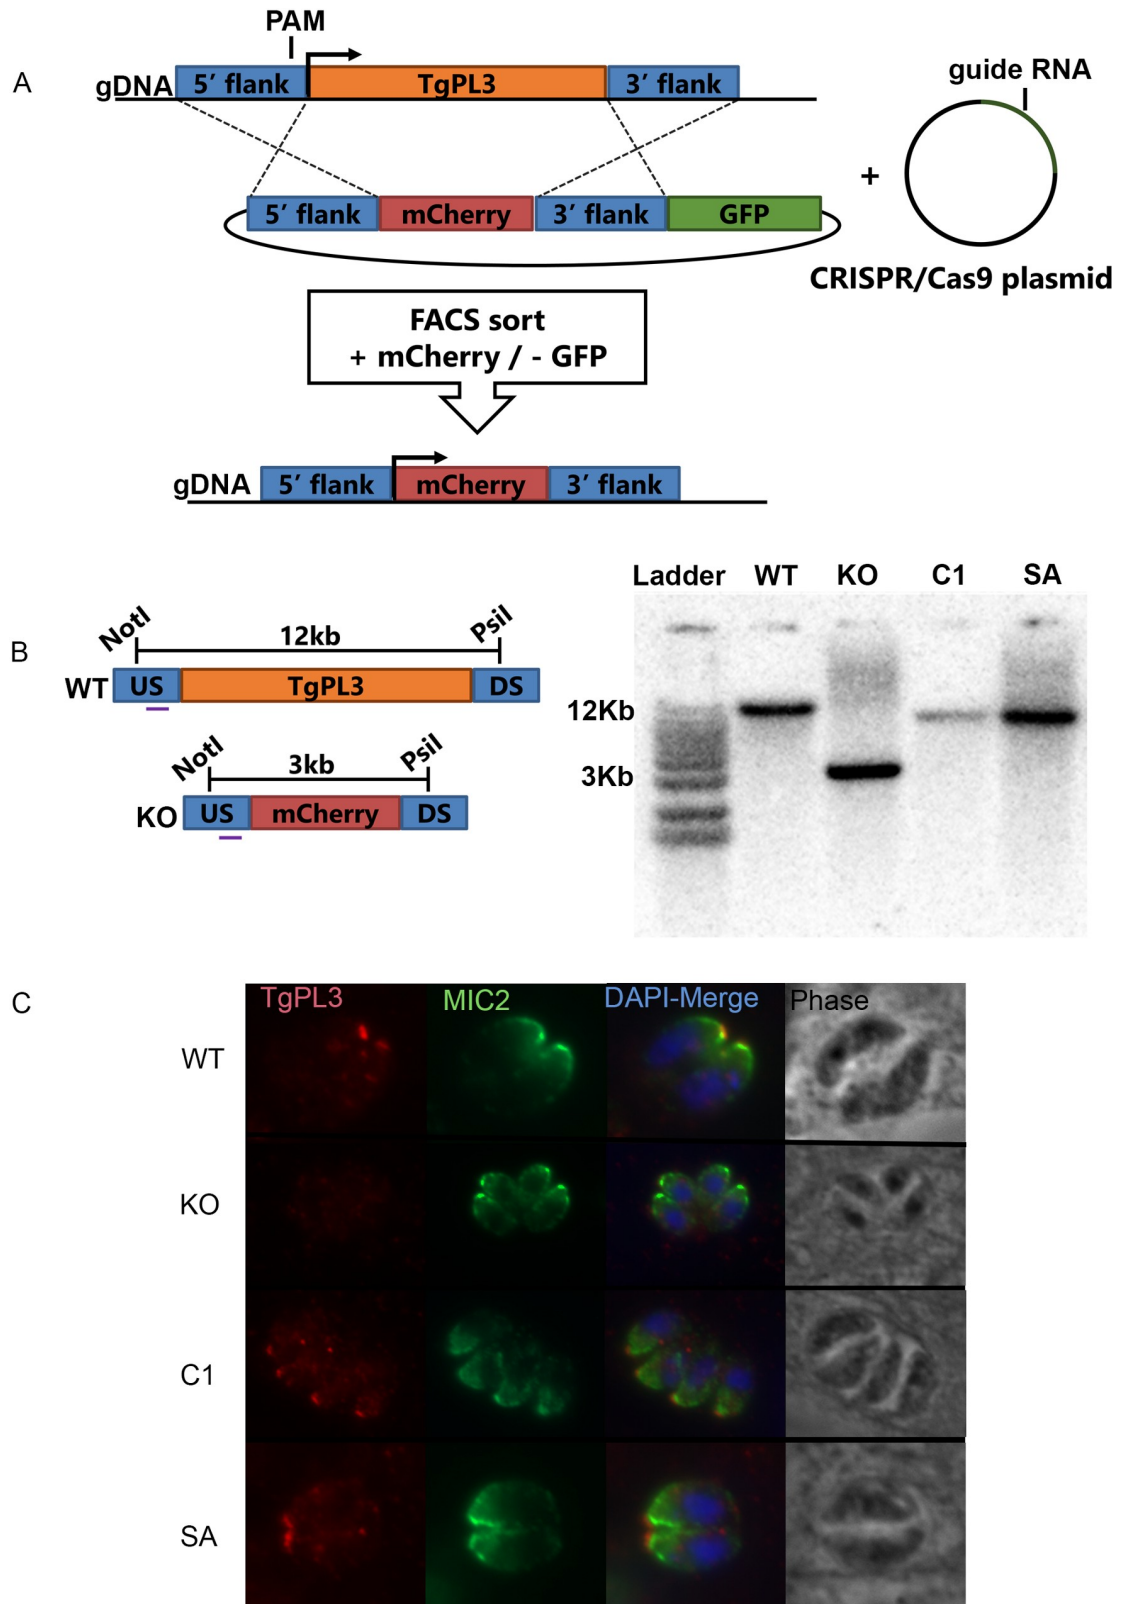 A
PAM
gDNA 5′ flank TgPL3 3′ flank
guide RNA
5′ flank mCherry 3′ flank GFP
+
CRISPR/Cas9 plasmid
FACS sort
+ mCherry / - GFP
gDNA 5′ flank mCherry 3′ flank
B
NotI 12kb PsiI
WT US TgPL3 DS
NotI 3kb PsiI
KO US mCherry DS
Ladder WT KO C1 SA
12Kb
3Kb
C
TgPL3 MIC2 DAPI-Merge Phase
WT
KO
C1
SA